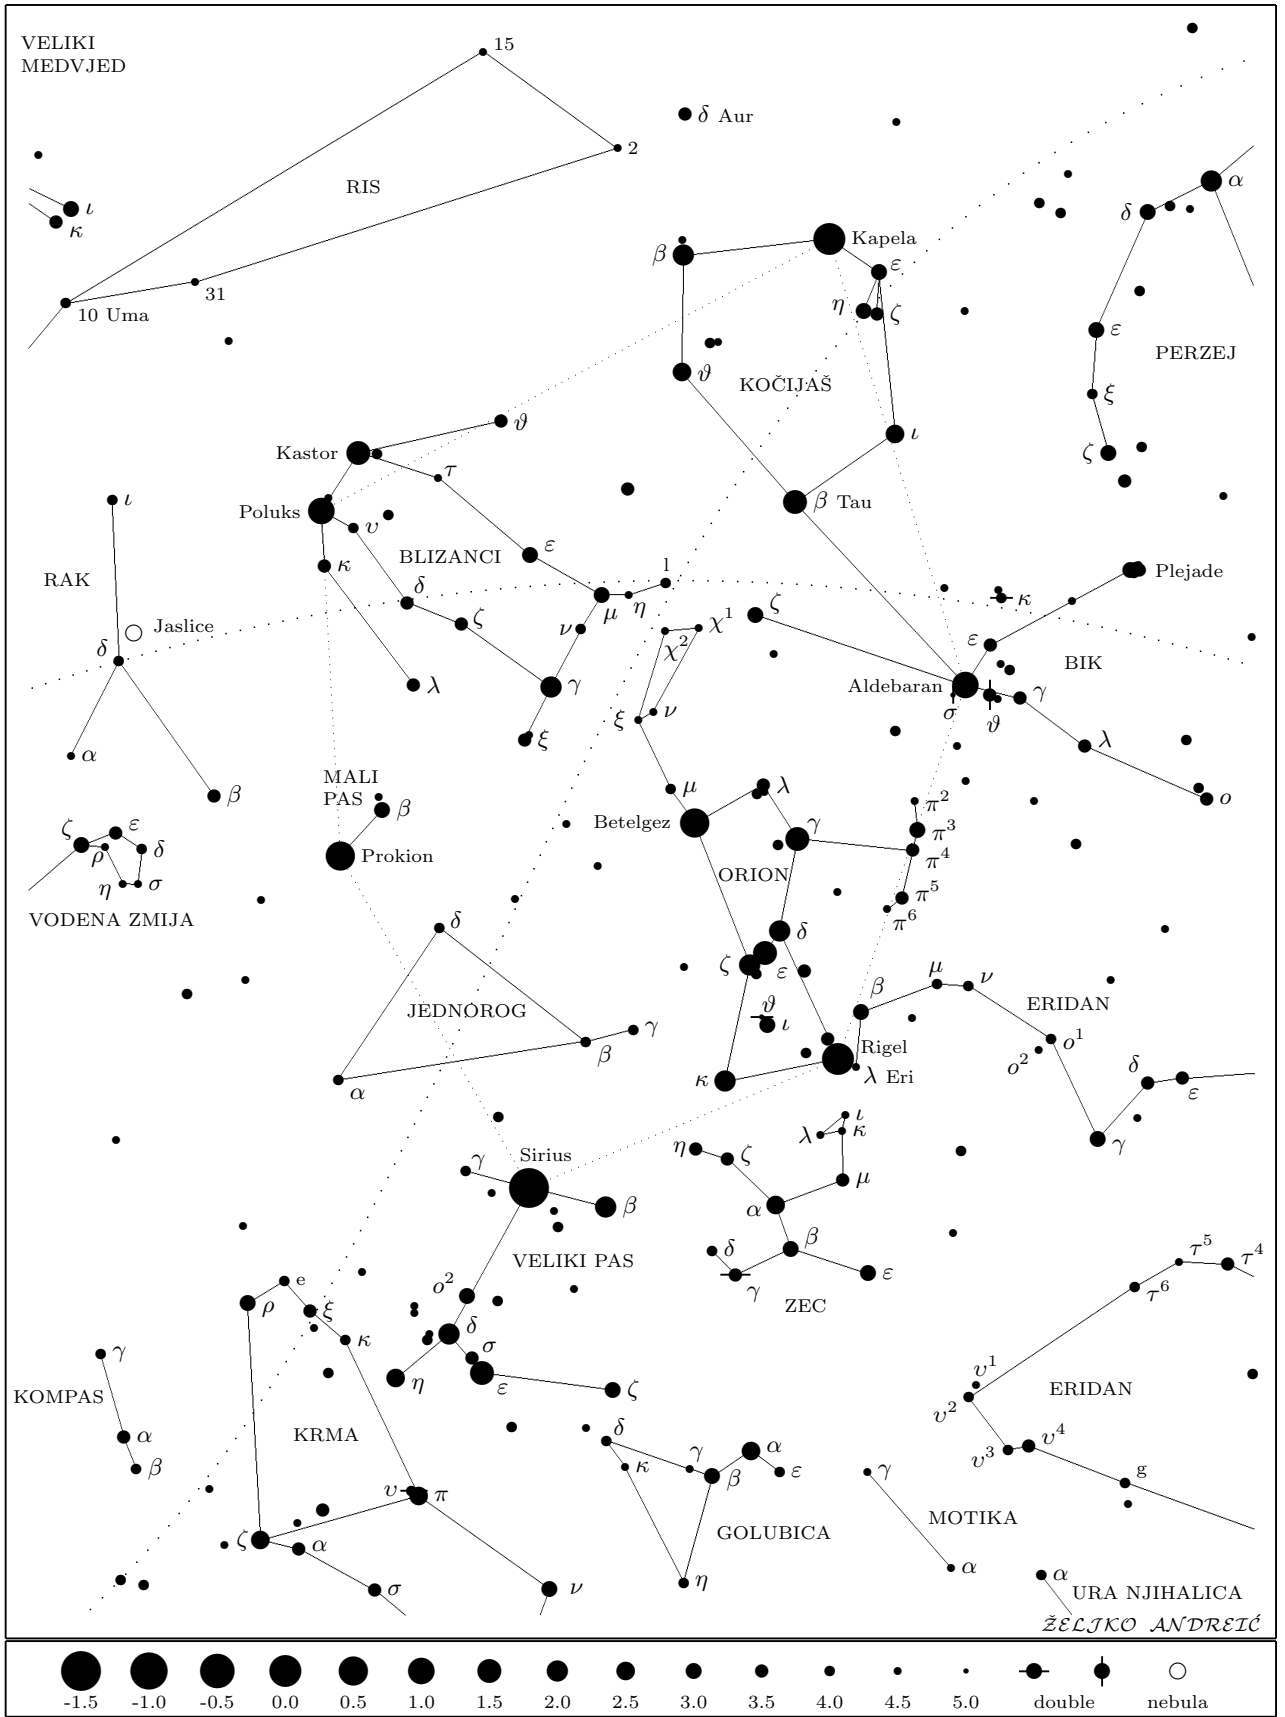 VELIKI
MEDVJED
15
δ Aur
2
RIS
α
δ
ι
κ
Kapela
β
ε
31
10 Uma
η
ζ
ε
PERZEJ
ϑ
KOČIJAŠ
ξ
ϑ
ι
Kastor
ζ
τ
ι
Poluks
β Tau
υ
ε
BLIZANCI
κ
l
Plejade
RAK
δ
η
κ
μ
ζ
ζ
Jaslice
ν
χ¹
χ²
δ
ε
BIK
λ
γ
Aldebaran
γ
σ
ξ
ν
ϑ
ξ
λ
α
MALI
PAS
μ
λ
β
β
π²
ο
Betelgez
γ
π³
ζ
ε
Prokion
π⁴
ρ
δ
ORION
η
σ
π⁵
VODENA ZMIJA
π⁶
δ
δ
ζ
ε
μ
ν
β
JEDNOROG
ϑ
ERIDAN
γ
ι
β
ο¹
Rigel
ο²
κ
λ Eri
δ
α
ε
ι
λ
κ
γ
η
ζ
Sirius
γ
μ
β
α
β
δ
VELIKI PAS
τ⁵
τ⁴
ε
γ
ο²
e
τ⁶
ZEC
ρ
ξ
δ
κ
σ
γ
υ¹
η
ε
ζ
ERIDAN
KOMPAS
υ²
δ
KRMA
υ⁴
α
γ
α
υ³
β
κ
β
ε
γ
g
υ
π
GOLUBICA
MOTIKA
ζ
α
α
α
σ
ν
η
URA NJIHALICA
ŽELJKO ANDREIĆ
-1.5 -1.0 -0.5 0.0 0.5 1.0 1.5 2.0 2.5 3.0 3.5 4.0 4.5 5.0 double nebula